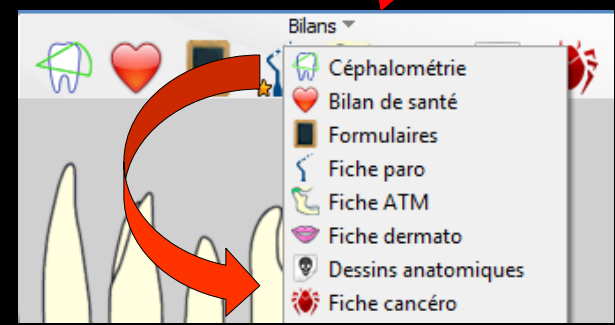 Bilans
Céphalométrie
Bilan de santé
Formulaires
Fiche paro
Fiche ATM
Fiche dermato
Dessins anatomiques
Fiche cancéro